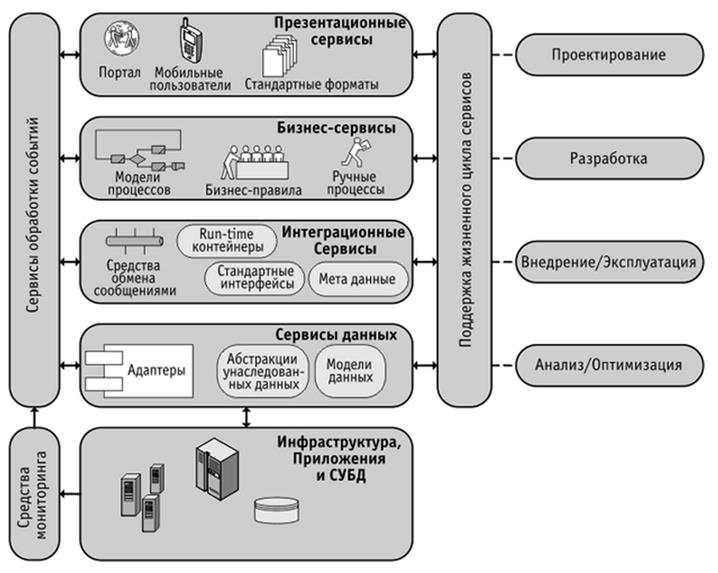 Презентационные
сервисы
Портал
Мобильные
пользователи
Стандартные форматы
Бизнес-сервисы
Модели
процессов
Бизнес-правила
Ручные
процессы
Интеграционные
Сервисы
Run-time
контейнеры
Средства
обмена
сообщениями
Стандартные
интерфейсы
Мета данные
Сервисы данных
Адаптеры
Абстракции
унаследован-
ных данных
Модели
данных
Инфраструктура,
Приложения
и СУБД
Сервисы обработки событий
Средства
мониторинга
Поддержка жизненного цикла сервисов
Проектирование
Разработка
Внедрение/Эксплуатация
Анализ/Оптимизация